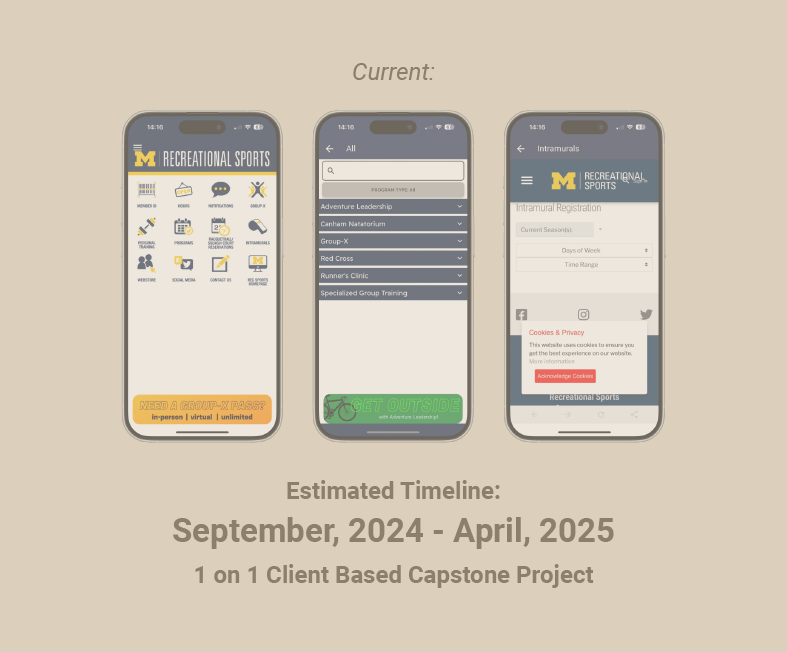 Current:
14:16
M RECREATIONAL SPORTS
MEMBER ID
HOURS
NOTIFICATIONS
GROUP-X
OPEN
PERSONAL
TRAINING
PROGRAMS
RACQUETBALL/
SQUASH COURT
RESERVATIONS
INTRAMURALS
WEBSTORE
SOCIAL MEDIA
CONTACT US
REC SPORTS
HOMEPAGE
NEED A GROUP-X PASS?
in-person | virtual | unlimited
14:16
All
PROGRAM TYPE: All
Adventure Leadership
Canham Natatorium
Group-X
Red Cross
Runner's Clinic
Specialized Group Training
GET OUTSIDE
with Adventure Leadership!
14:16
Intramurals
M RECREATIONAL
SPORTS
Intramural Registration
Current Season(s)
Days of Week
Time Range
Cookies & Privacy
This website uses cookies to ensure you
get the best experience on our website.
More information
Acknowledge Cookies
Recreational Sports
Estimated Timeline:
September, 2024 - April, 2025
1 on 1 Client Based Capstone Project